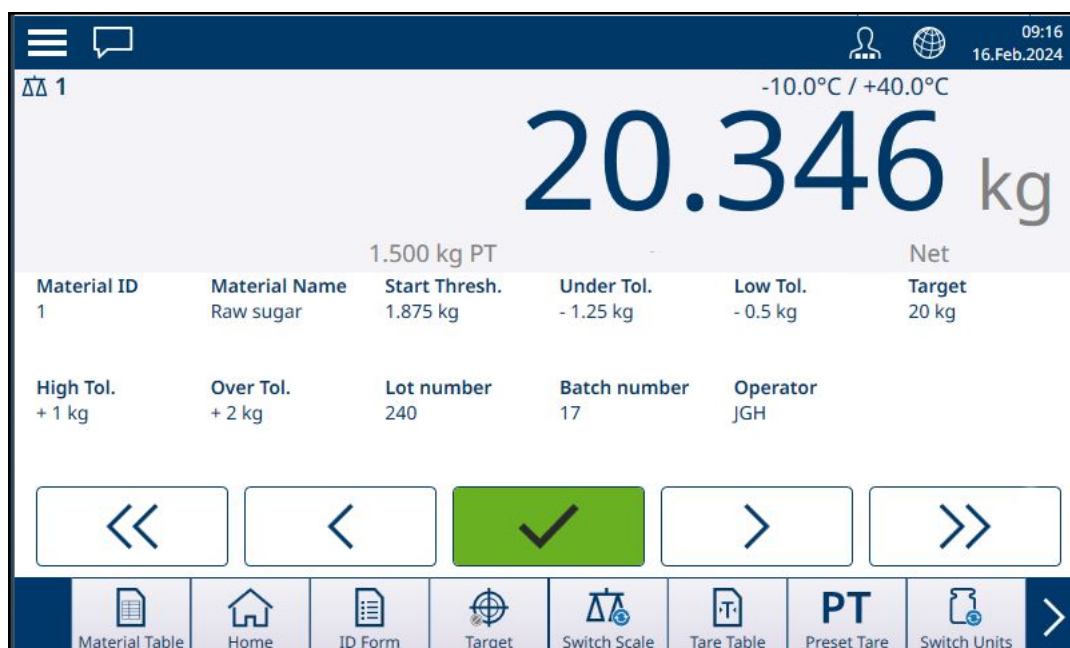 09:16
16.Feb.2024
1
-10.0°C / +40.0°C
20.346 kg
1.500 kg PT
Net
Material ID Material Name Start Thresh. Under Tol. Low Tol. Target
1 Raw sugar 1.875 kg - 1.25 kg - 0.5 kg 20 kg
High Tol. Over Tol. Lot number Batch number Operator
+ 1 kg + 2 kg 240 17 JGH
PT
Material Table Home ID Form Target Switch Scale Tare Table Preset Tare Switch Units